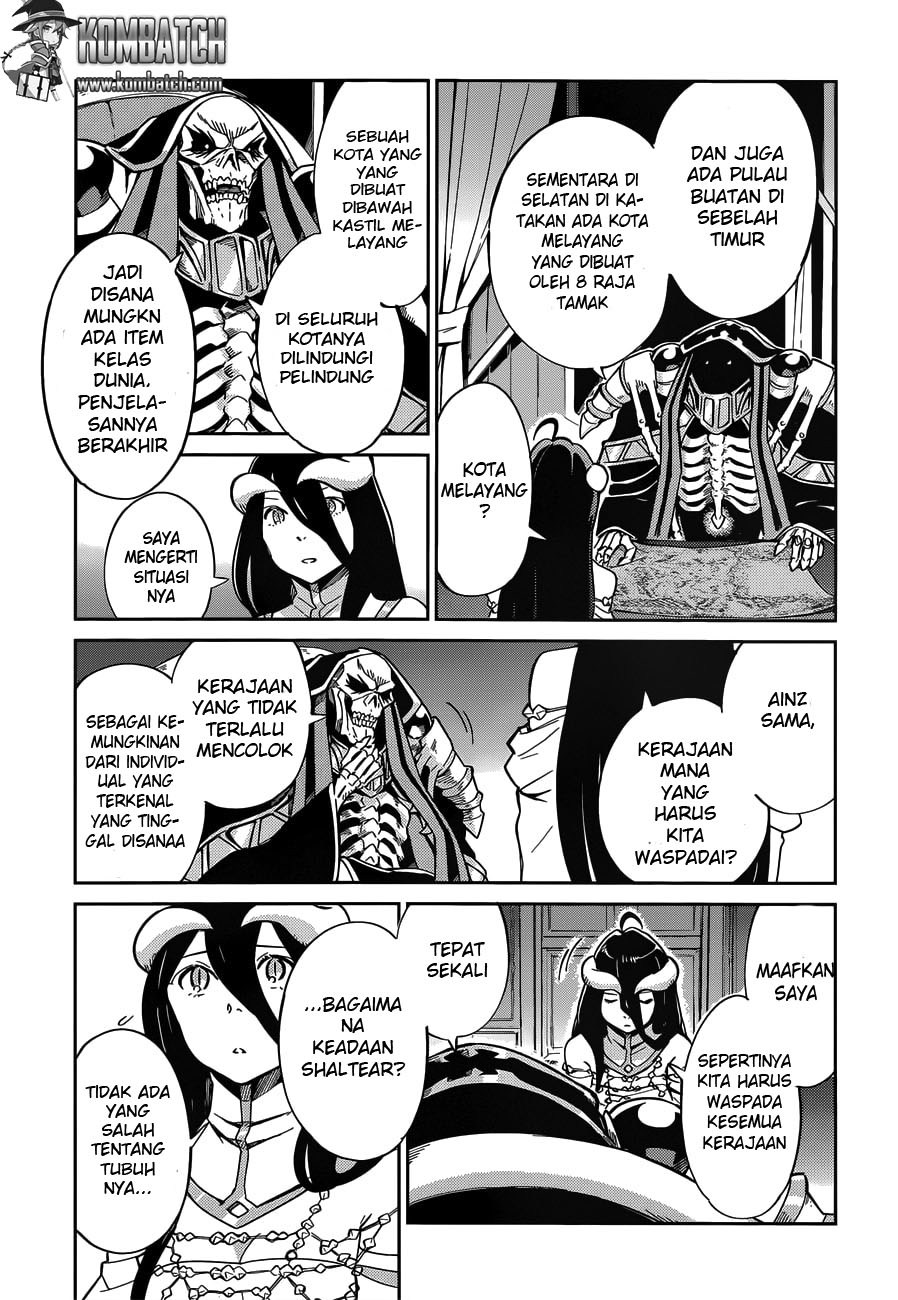 KOMBATCH
www.kombatch.com
DAN JUGA
ADA PULAU
BUATAN DI
SEBELAH
TIMUR
SEMENTARA DI
SELATAN DI KA-
TAKAN ADA KOTA
MELAYANG
YANG DIBUAT
OLEH 8 RAJA
TAMAK
KOTA
MELAYANG
?
SEBUAH
KOTA YANG
YANG
DIBUAT
DIBAWAH
KASTIL ME-
LAYANG
DI SELURUH
KOTANYA
DILINDUNGI
PELINDUNG
JADI
DISANA
MUNGKN
ADA ITEM
KELAS
DUNIA.
PENJELA-
SANNYA
BERAKHIR
SAYA
MENGERTI
SITUASI
NYA
AINZ
SAMA,
KERAJAAN
MANA
YANG
HARUS
KITA
WASPADAI?
KERAJAAN
YANG TIDAK
TERLALU
MENCOLOK
SEBAGAI KE-
MUNGKINAN
DARI INDIVID-
UAL YANG
TERKENAL
YANG TING-
GAL DISANAA
MAAFKAN
SAYA
SEPERTINYA
KITA HARUS
WASPADA
KESEMUA
KERAJAAN
TEPAT
SEKALI
...BAGAIMA
NA
KEADAAN
SHALTEAR?
TIDAK ADA
YANG
SALAH
TENTANG
TUBUH
NYA...